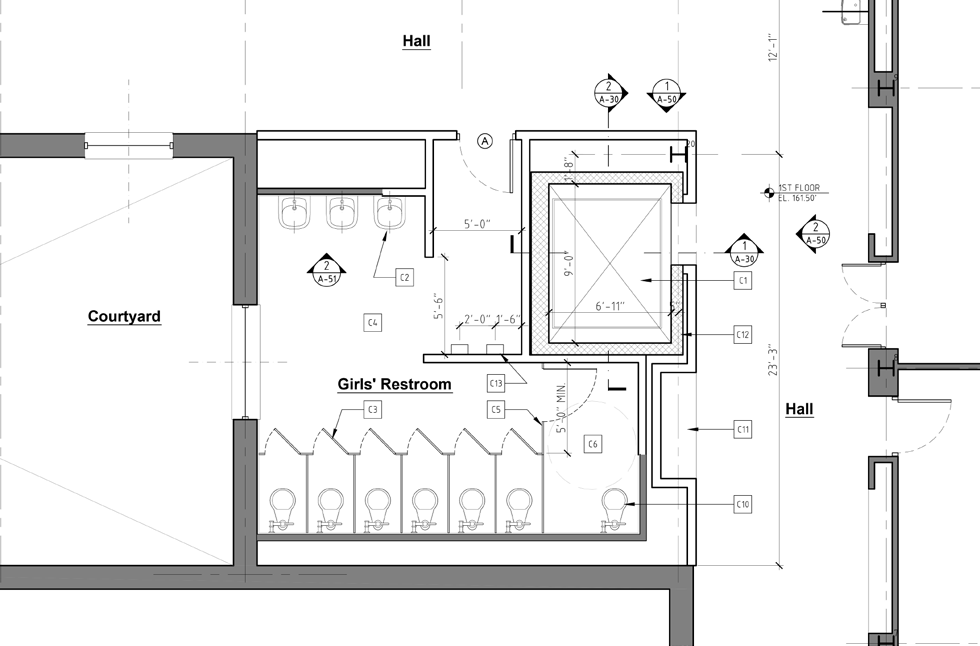 Hall
12'-1"
2
A-30
1
A-50
A
20
1'-8"
1ST FLOOR
EL. 161.50'
5'-0"
2
A-50
1
A-30
2
A-51
C2
9'-0"
C1
5'-6"
6'-11"
Courtyard
C4
2'-0"
1'-6"
C12
23'-3"
Girls' Restroom
C13
5'-0" MIN.
C3
C5
Hall
C11
C6
C10